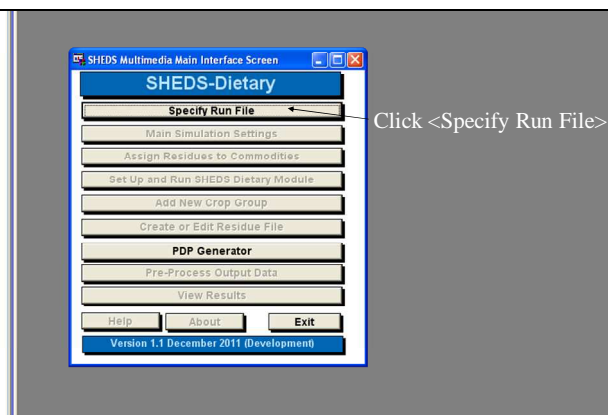 SHEDS Multimedia Main Interface Screen
SHEDS-Dietary
Specify Run File
Click <Specify Run File>
Main Simulation Settings
Assign Residues to Commodities
Set Up and Run SHEDS Dietary Module
Add New Crop Group
Create or Edit Residue File
PDP Generator
Pre-Process Output Data
View Results
Help About Exit
Version 1.1 December 2011 (Development)